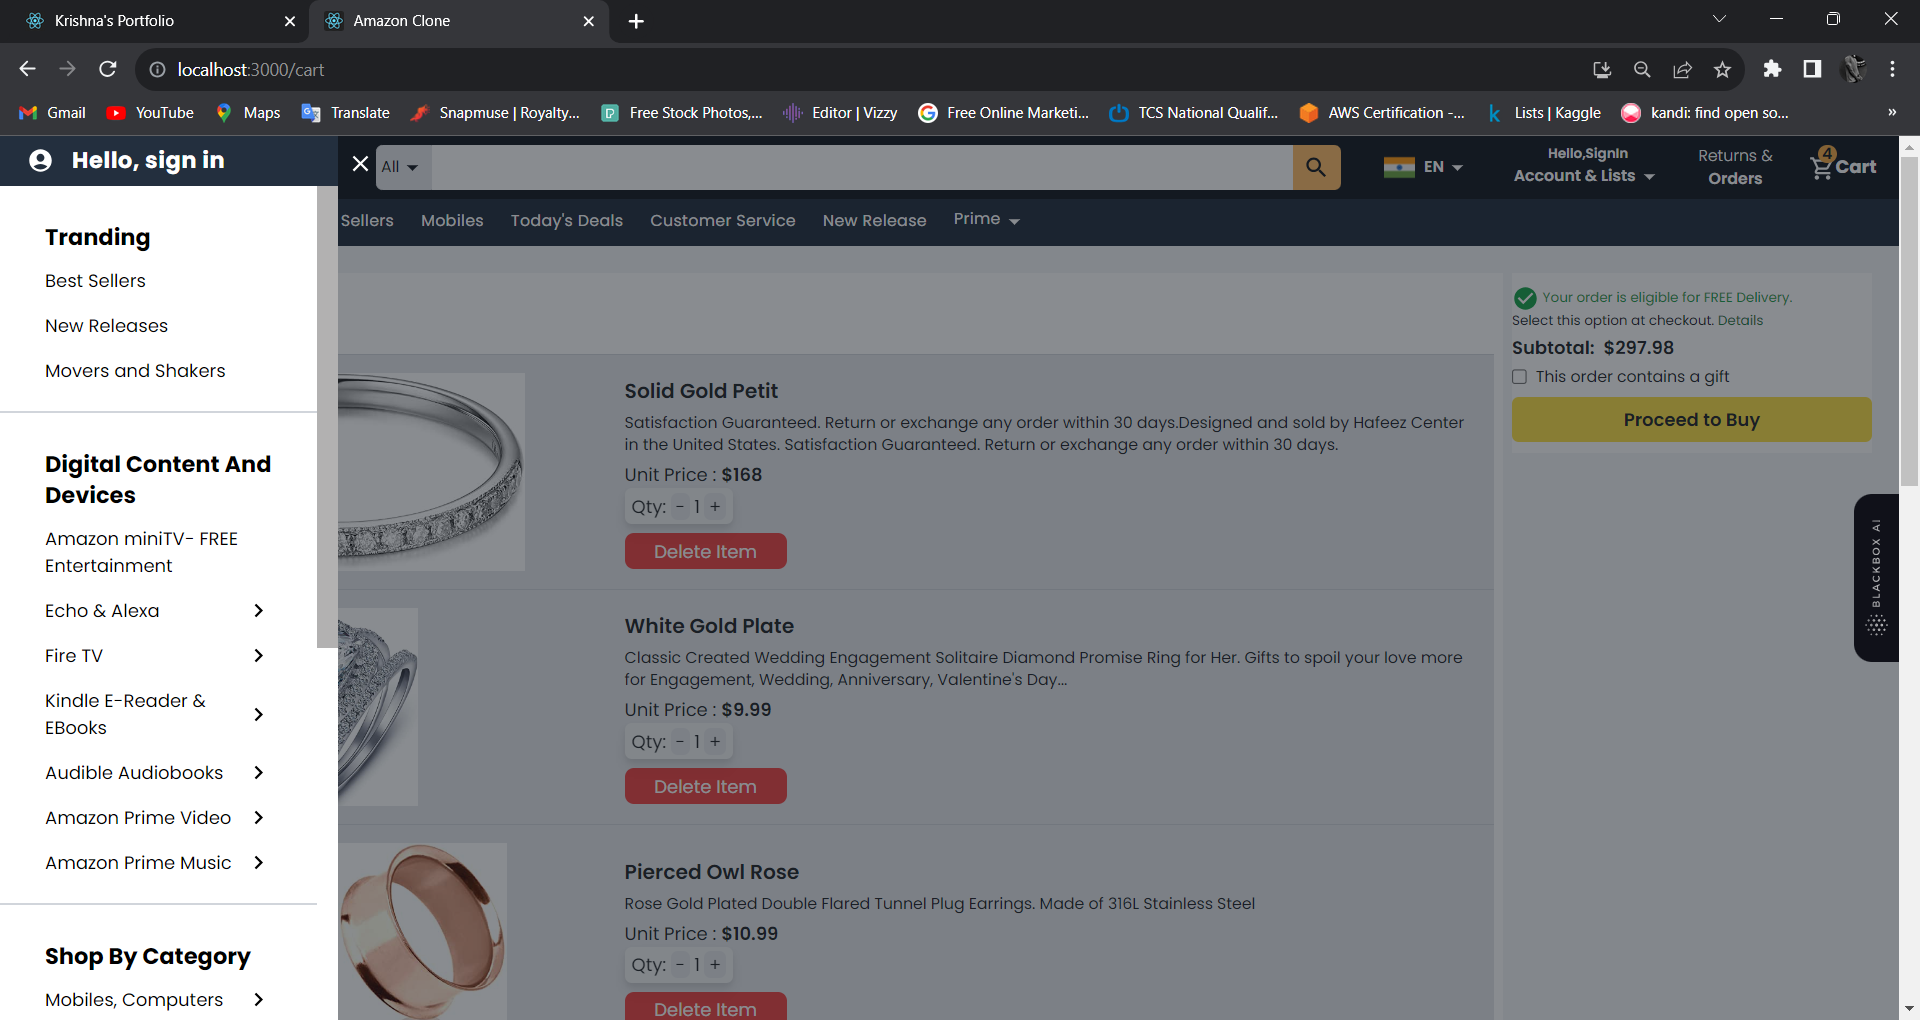 Krishna's Portfolio
Amazon Clone
localhost:3000/cart
Gmail
YouTube
Maps
Translate
Snapmuse | Royalty...
Free Stock Photos,...
Editor | Vizzy
Free Online Marketi...
TCS National Qualif...
AWS Certification -...
Lists | Kaggle
kandi: find open so...
»
Hello, sign in
All
EN
Hello,SignIn
Account & Lists
Returns &
Orders
4
Cart
Sellers
Mobiles
Today's Deals
Customer Service
New Release
Prime
Tranding
Best Sellers
New Releases
Movers and Shakers
Digital Content And
Devices
Amazon miniTV- FREE
Entertainment
Echo & Alexa
Fire TV
Kindle E-Reader &
EBooks
Audible Audiobooks
Amazon Prime Video
Amazon Prime Music
Shop By Category
Mobiles, Computers
Solid Gold Petit
Satisfaction Guaranteed. Return or exchange any order within 30 days.Designed and sold by Hafeez Center
in the United States. Satisfaction Guaranteed. Return or exchange any order within 30 days.
Unit Price : $168
Qty: - 1 +
Delete Item
White Gold Plate
Classic Created Wedding Engagement Solitaire Diamond Promise Ring for Her. Gifts to spoil your love more
for Engagement, Wedding, Anniversary, Valentine's Day...
Unit Price : $9.99
Qty: - 1 +
Delete Item
Pierced Owl Rose
Rose Gold Plated Double Flared Tunnel Plug Earrings. Made of 316L Stainless Steel
Unit Price : $10.99
Qty: - 1 +
Delete Item
Your order is eligible for FREE Delivery.
Select this option at checkout. Details
Subtotal: $297.98
This order contains a gift
Proceed to Buy
BLACKBOX AI